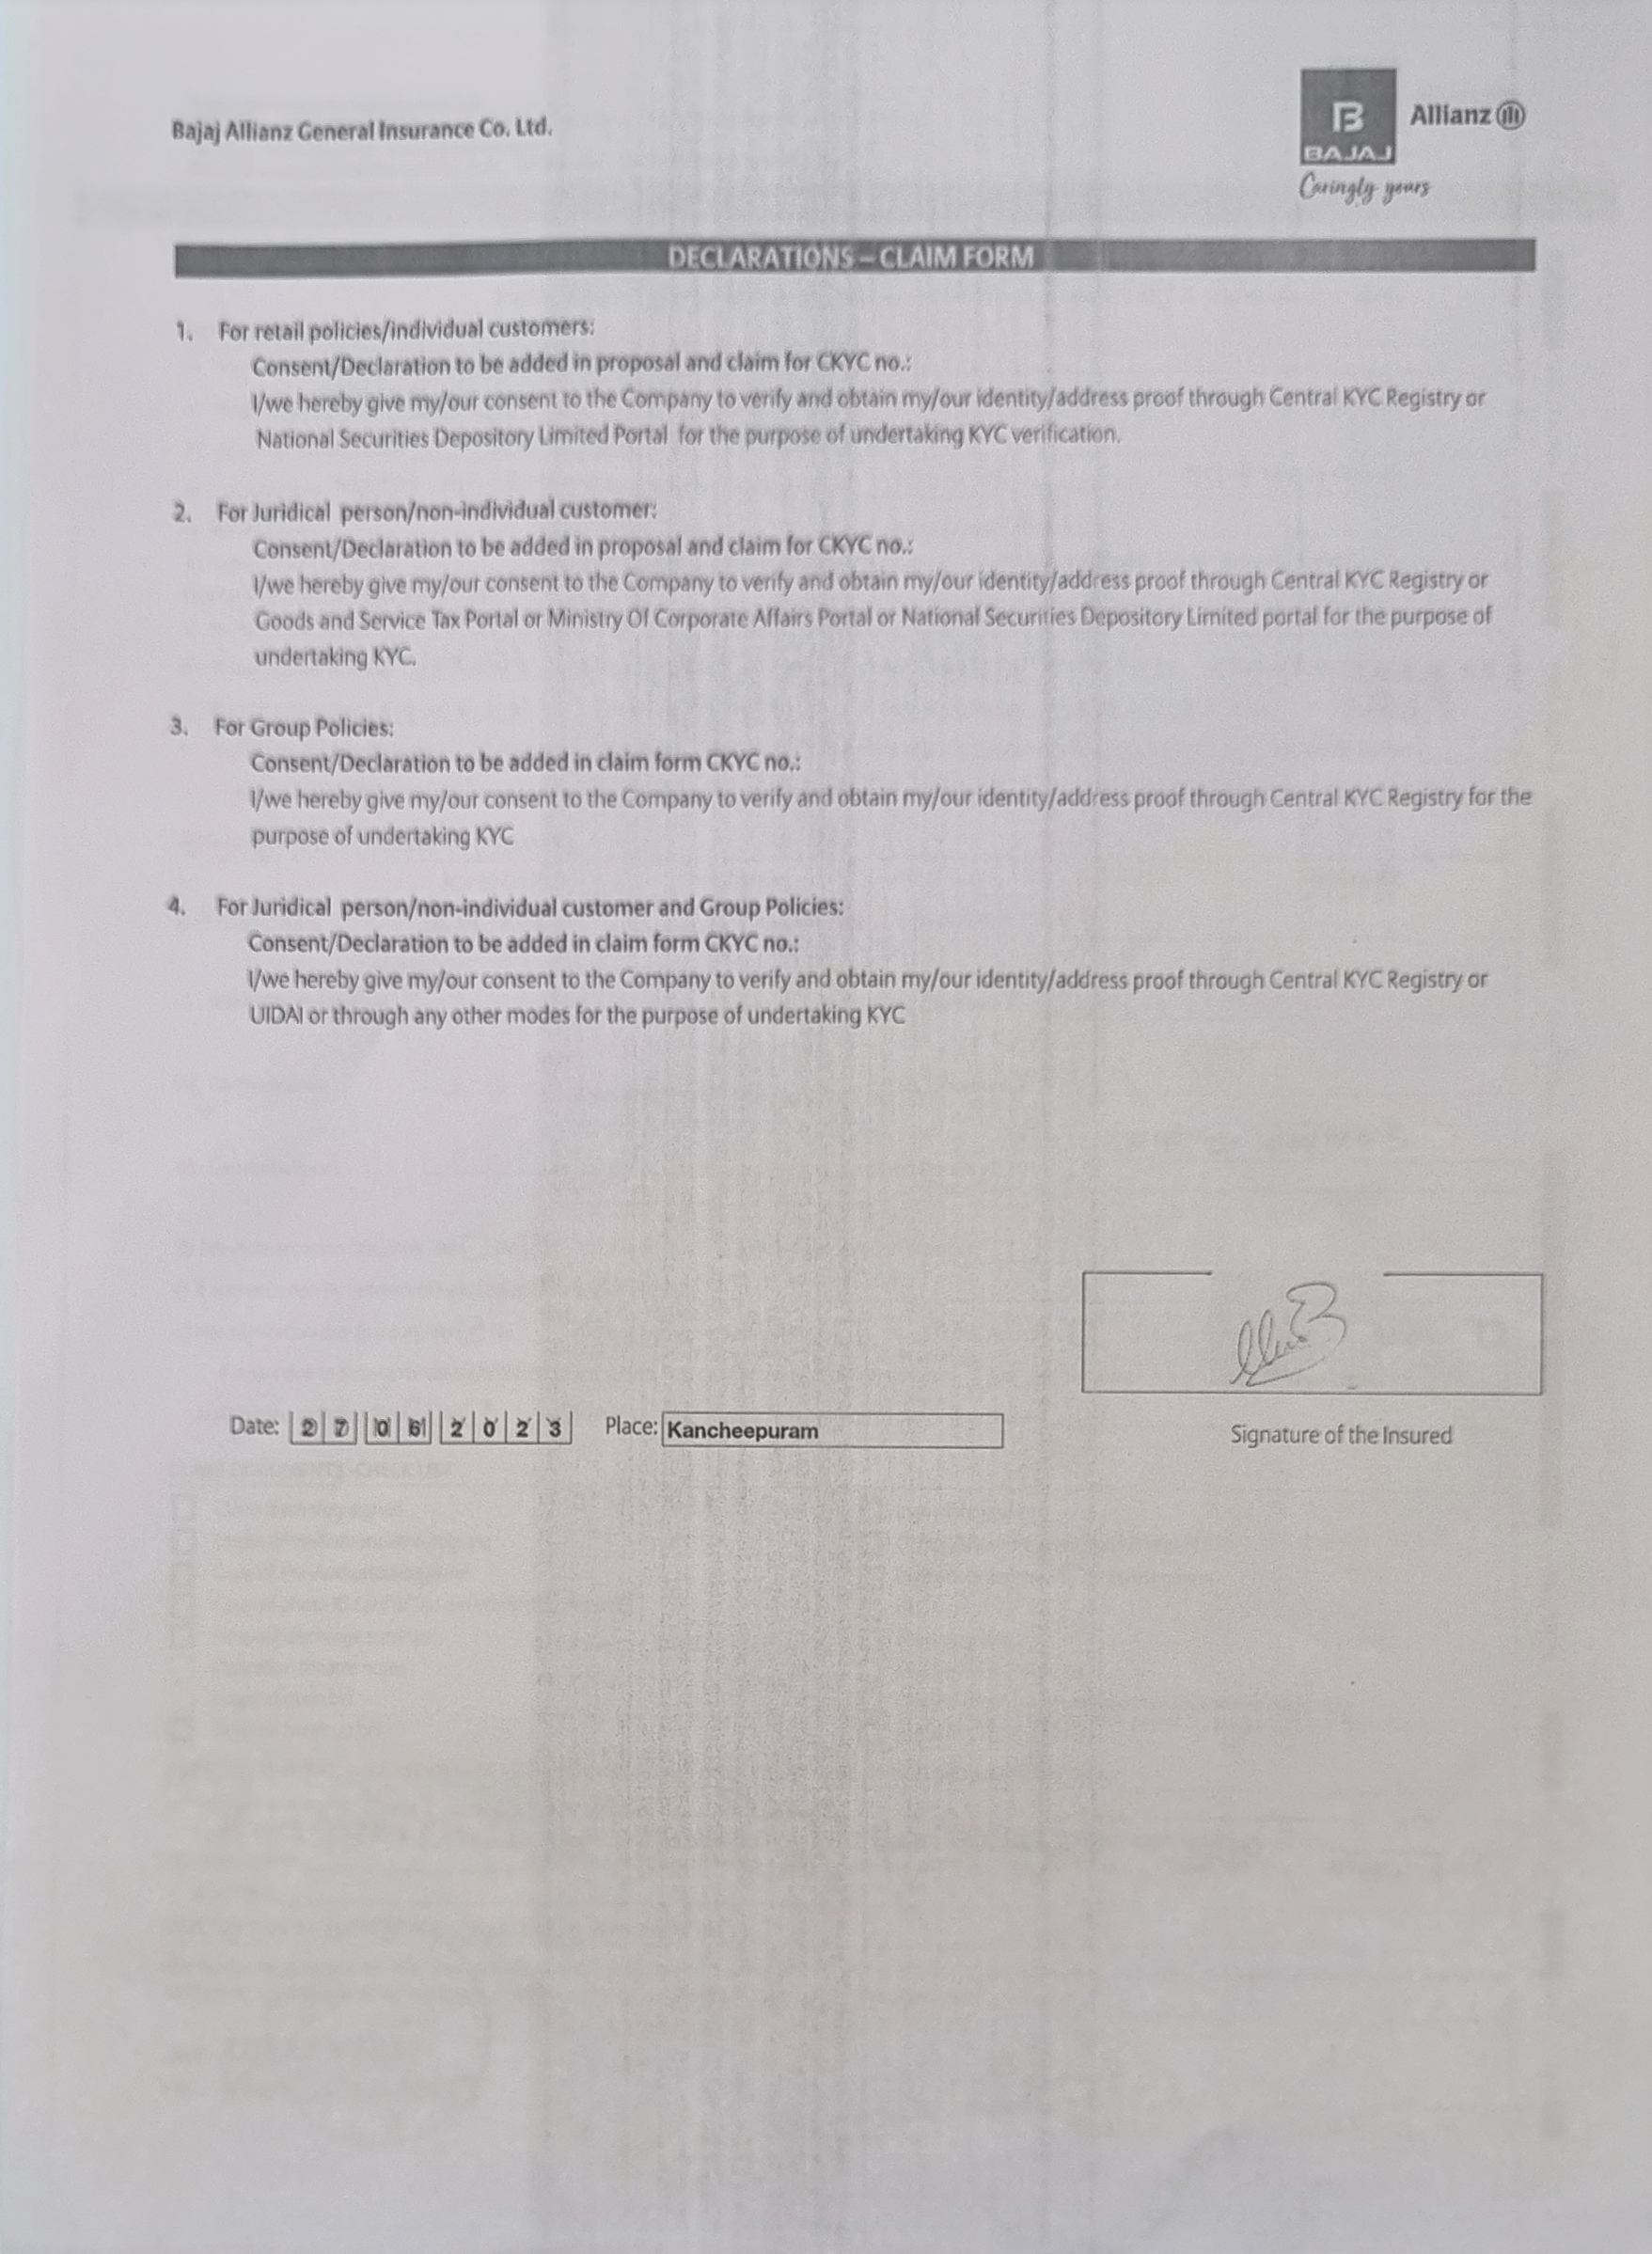 Bajaj Allianz General Insurance Co. Ltd.
B
BAJAJ
Allianz
Caringly yours
DECLARATIONS – CLAIM FORM
1. For retail policies/individual customers:
Consent/Declaration to be added in proposal and claim for CKYC no.:
I/we hereby give my/our consent to the Company to verify and obtain my/our identity/address proof through Central KYC Registry or
National Securities Depository Limited Portal for the purpose of undertaking KYC verification.
2. For Juridical person/non-individual customer:
Consent/Declaration to be added in proposal and claim for CKYC no.:
I/we hereby give my/our consent to the Company to verify and obtain my/our identity/address proof through Central KYC Registry or
Goods and Service Tax Portal or Ministry Of Corporate Affairs Portal or National Securities Depository Limited portal for the purpose of
undertaking KYC.
3. For Group Policies:
Consent/Declaration to be added in claim form CKYC no.:
I/we hereby give my/our consent to the Company to verify and obtain my/our identity/address proof through Central KYC Registry for the
purpose of undertaking KYC
4. For Juridical person/non-individual customer and Group Policies:
Consent/Declaration to be added in claim form CKYC no.:
I/we hereby give my/our consent to the Company to verify and obtain my/our identity/address proof through Central KYC Registry or
UIDAI or through any other modes for the purpose of undertaking KYC
Date: 2 7 0 6 2 0 2 3 Place: Kancheepuram
Signature of the Insured